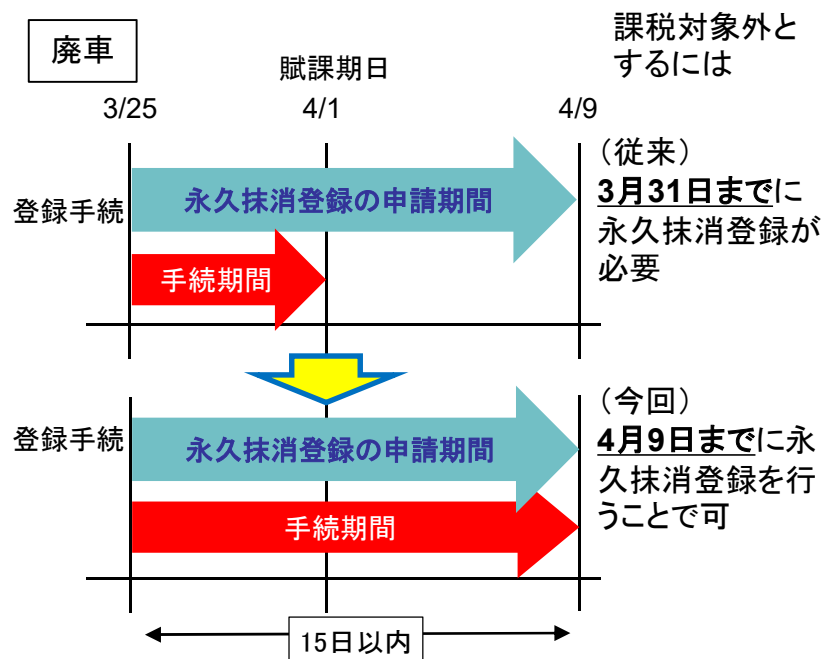 廃車
課税対象外と
するには
賦課期日
3/25
4/1
4/9
登録手続
永久抹消登録の申請期間
手続期間
（従来）
3月31日までに
永久抹消登録が
必要
登録手続
永久抹消登録の申請期間
手続期間
（今回）
4月9日までに永
久抹消登録を行
うことで可
15日以内